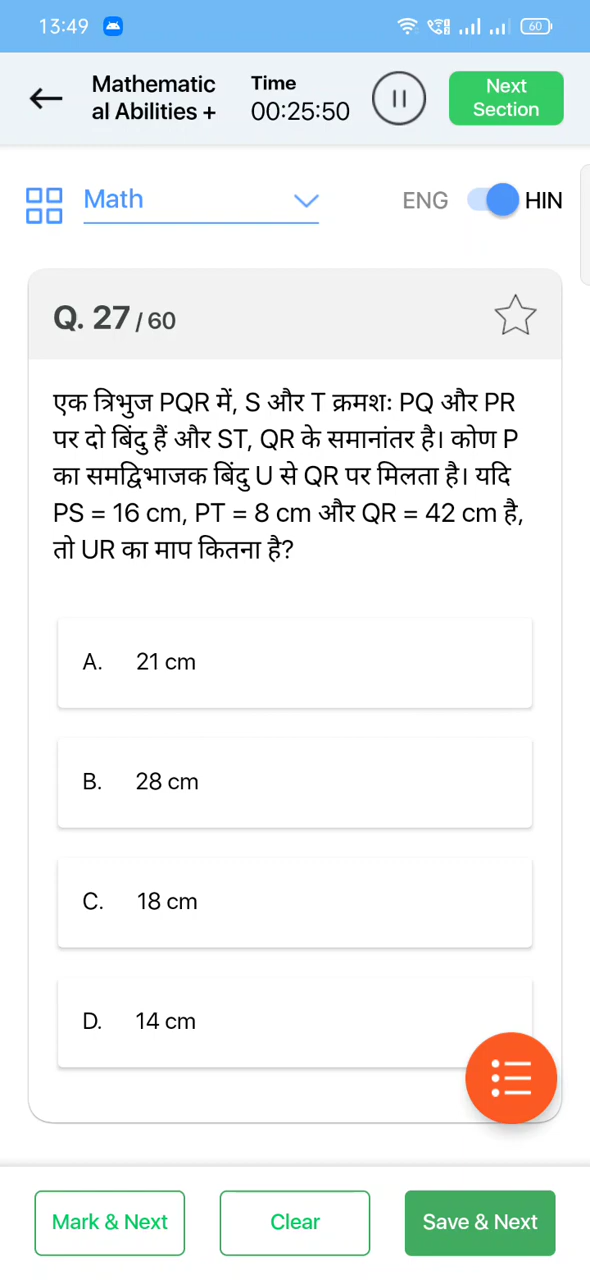 13:49
60
Mathematic
al Abilities +
Time
00:25:50
Next
Section
Math
ENG
HIN
Q. 27 / 60
एक त्रिभुज PQR में, S और T क्रमशः PQ और PR
पर दो बिंदु हैं और ST, QR के समानांतर है। कोण P
का समद्विभाजक बिंदु U से QR पर मिलता है। यदि
PS = 16 cm, PT = 8 cm और QR = 42 cm है,
तो UR का माप कितना है?
A. 21 cm
B. 28 cm
C. 18 cm
D. 14 cm
Mark & Next
Clear
Save & Next